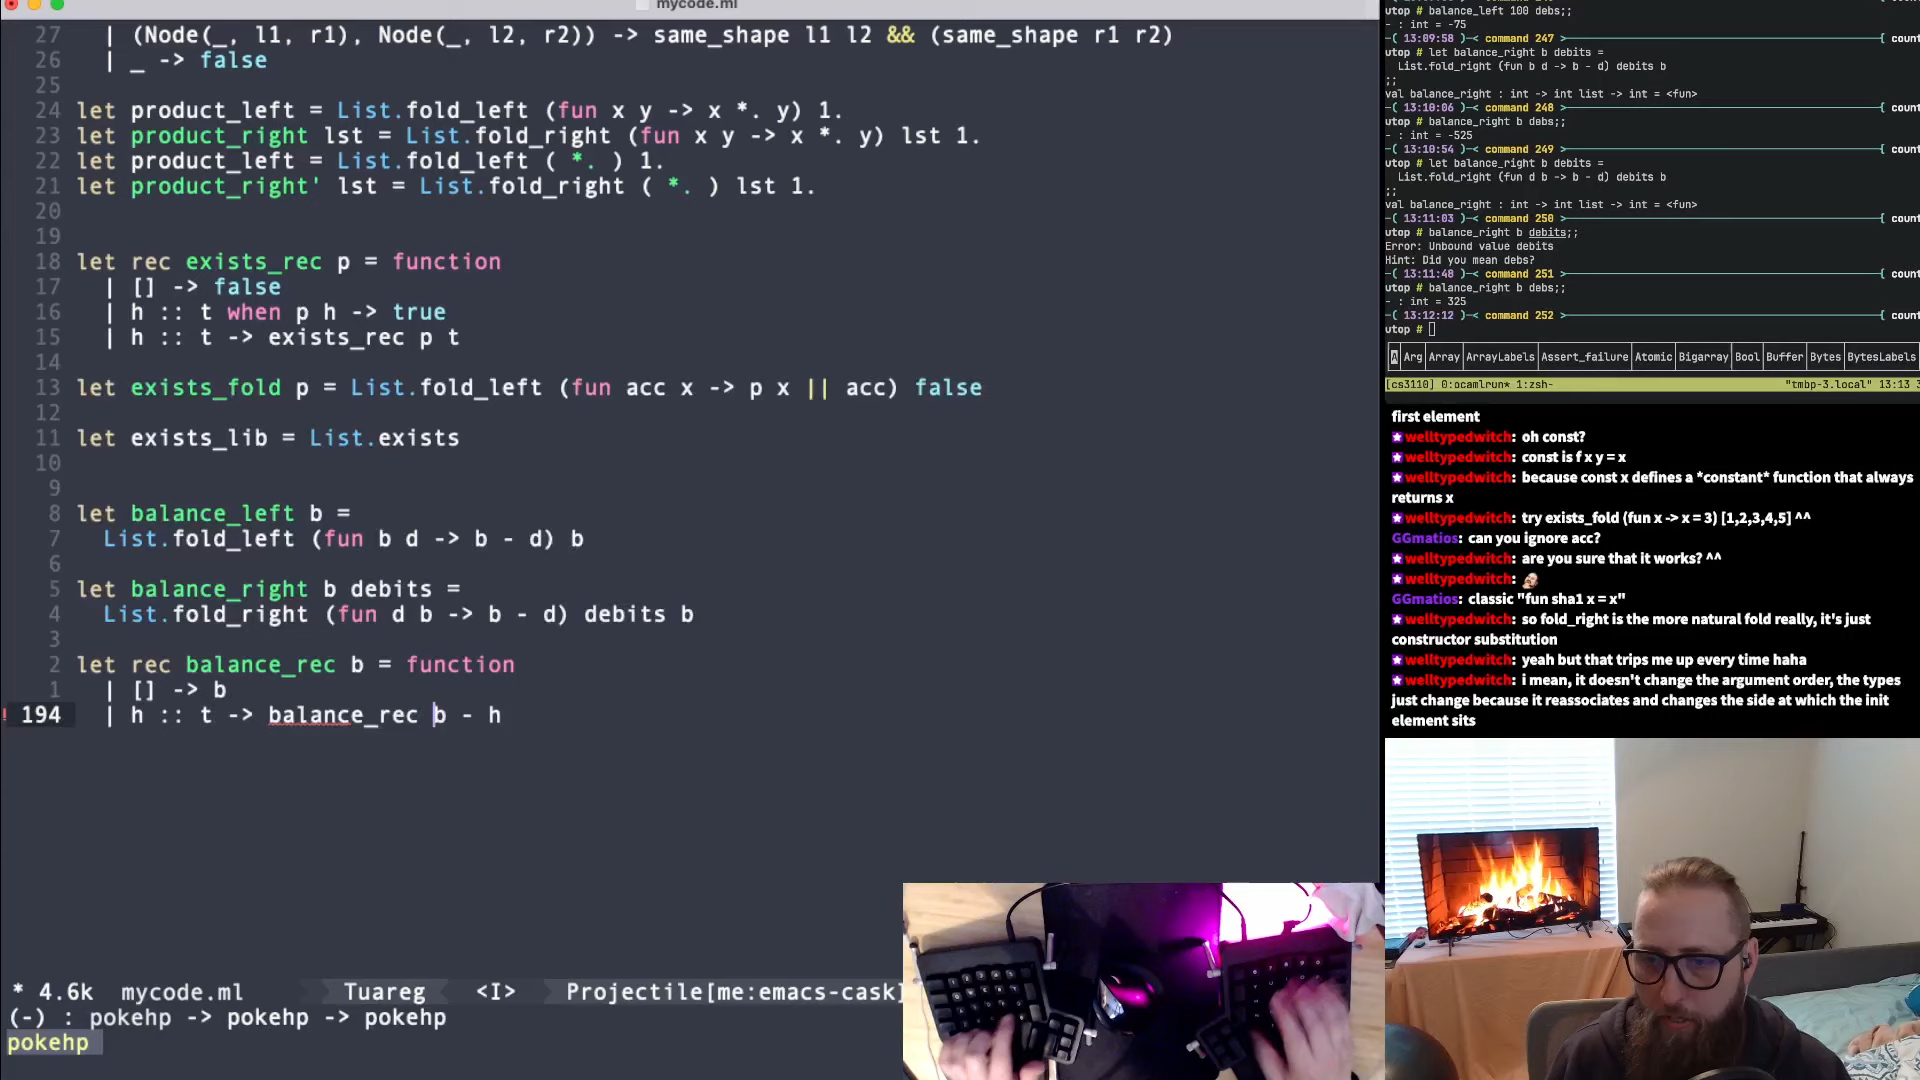 mycode.ml
27 | (Node(_, l1, r1), Node(_, l2, r2)) -> same_shape l1 l2 && (same_shape r1 r2)
26 | _ -> false
25
24 let product_left = List.fold_left (fun x y -> x *. y) 1.
23 let product_right lst = List.fold_right (fun x y -> x *. y) lst 1.
22 let product_left = List.fold_left ( *. ) 1.
21 let product_right' lst = List.fold_right ( *. ) lst 1.
20
19
18 let rec exists_rec p = function
17 | [] -> false
16 | h :: t when p h -> true
15 | h :: t -> exists_rec p t
14
13 let exists_fold p = List.fold_left (fun acc x -> p x || acc) false
12
11 let exists_lib = List.exists
10
9
8 let balance_left b =
7 List.fold_left (fun b d -> b - d) b
6
5 let balance_right b debits =
4 List.fold_right (fun d b -> b - d) debits b
3
2 let rec balance_rec b = function
1 | [] -> b
194 | h :: t -> balance_rec b - h
* 4.6k mycode.ml Tuareg <I> Projectile[me:emacs-cask]
(-) : pokehp -> pokehp -> pokehp
pokehp
utop # balance_left 100 debs;;
- : int = -75
-( 13:09:58 )-< command 247 >-{ count
utop # let balance_right b debits =
List.fold_right (fun b d -> b - d) debits b
;;
val balance_right : int -> int list -> int = <fun>
-( 13:10:06 )-< command 248 >-{ count
utop # balance_right b debs;;
- : int = -525
-( 13:10:54 )-< command 249 >-{ count
utop # let balance_right b debits =
List.fold_right (fun d b -> b - d) debits b
;;
val balance_right : int -> int list -> int = <fun>
-( 13:11:03 )-< command 250 >-{ count
utop # balance_right b debits;;
Error: Unbound value debits
Hint: Did you mean debs?
-( 13:11:40 )-< command 251 >-{ count
utop # balance_right b debs;;
- : int = 325
-( 13:12:12 )-< command 252 >-{ count
utop #
A Arg Array ArrayLabels Assert_failure Atomic Bigarray Bool Buffer Bytes BytesLabels
[cs3110] 0:ocamlrun* 1:zsh- "tmbp-3.local" 13:13 3
first element
welltypedwitch: oh const?
welltypedwitch: const is f x y = x
welltypedwitch: because const x defines a *constant* function that always
returns x
welltypedwitch: try exists_fold (fun x -> x = 3) [1,2,3,4,5] ^^
GGmatios: can you ignore acc?
welltypedwitch: are you sure that it works? ^^
welltypedwitch:
GGmatios: classic "fun sha1 x = x"
welltypedwitch: so fold_right is the more natural fold really, it's just
constructor substitution
welltypedwitch: yeah but that trips me up every time haha
welltypedwitch: i mean, it doesn't change the argument order, the types
just change because it reassociates and changes the side at which the init
element sits